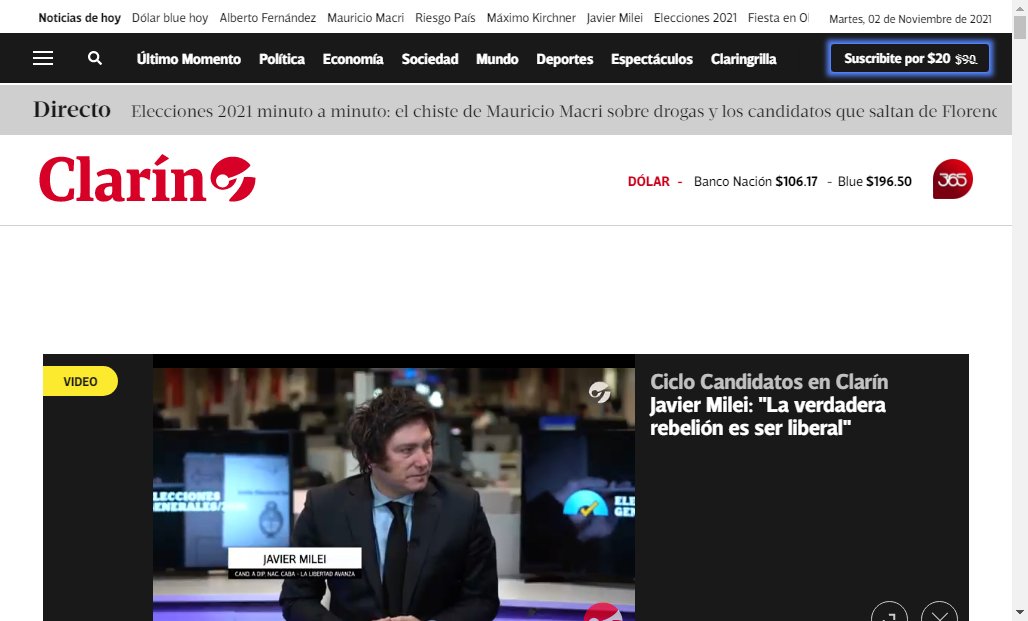 Noticias de hoy Dólar blue hoy Alberto Fernández Mauricio Macri Riesgo País Máximo Kirchner Javier Milei Elecciones 2021 Fiesta en Ol Martes, 02 de Noviembre de 2021
Último Momento Política Economía Sociedad Mundo Deportes Espectáculos Claringrilla Suscribite por $20 $90
Directo Elecciones 2021 minuto a minuto: el chiste de Mauricio Macri sobre drogas y los candidatos que saltan de Florenc
Clarín
DÓLAR - Banco Nación $106.17 - Blue $196.50 365
VIDEO
Ciclo Candidatos en Clarín
Javier Milei: "La verdadera
rebelión es ser liberal"
LECCIONES
GENERALES/20
ELE
GEN
JAVIER MILEI
CAND. A DIP. NAC. CABA - LA LIBERTAD AVANZA